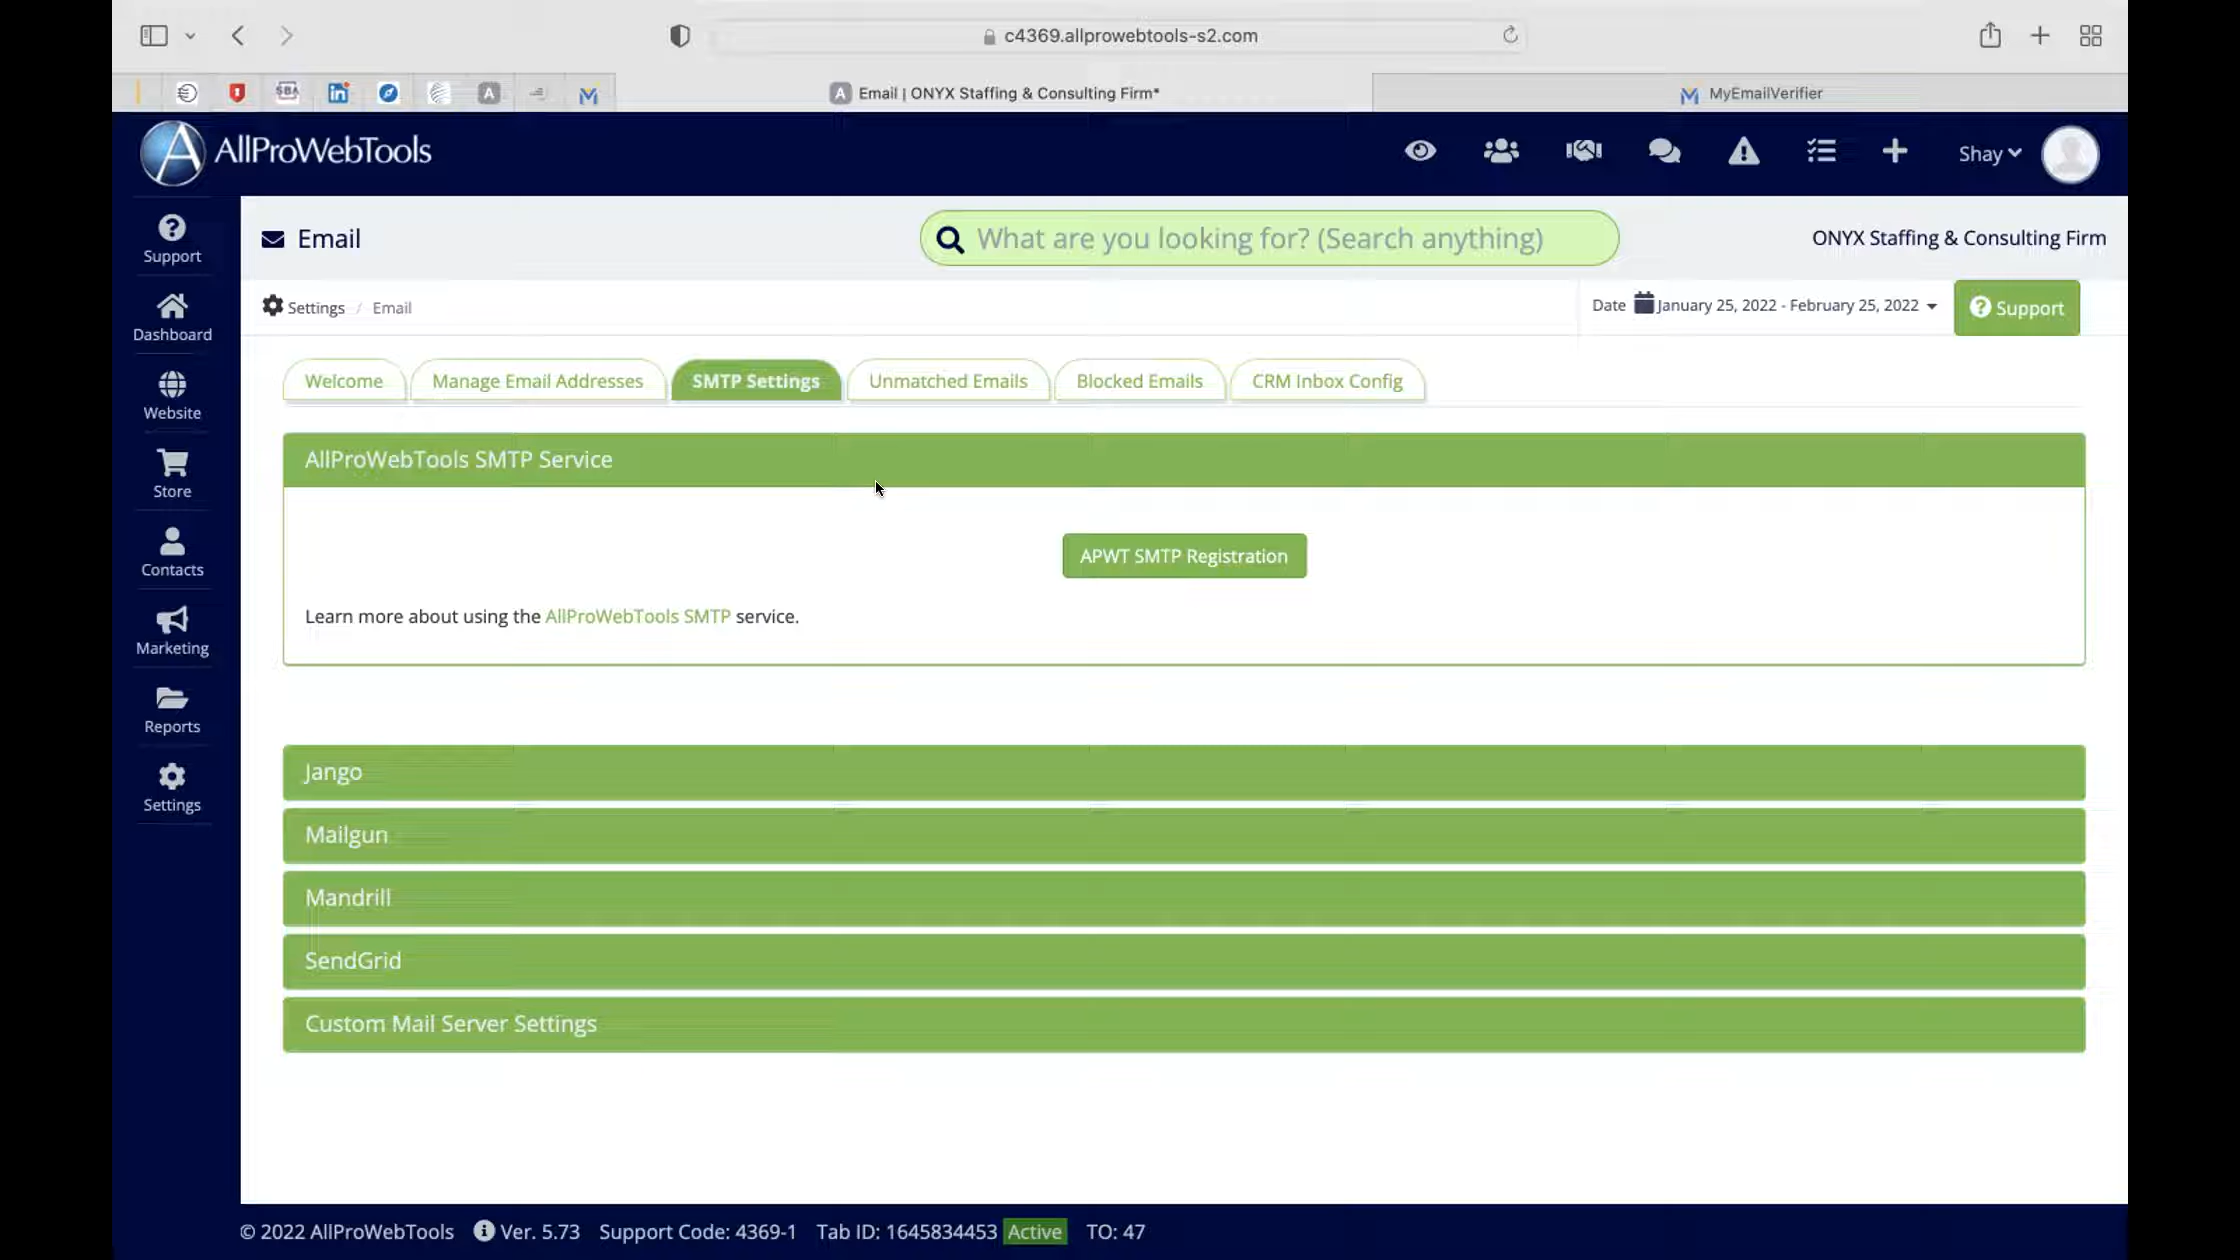 c4369.allprowebtools-s2.com
SBA
in
A
A Email | ONYX Staffing & Consulting Firm*
MyEmailVerifier
AllProWebTools
Shay
Support
Dashboard
Website
Store
Contacts
Marketing
Reports
Settings
Email
What are you looking for? (Search anything)
ONYX Staffing & Consulting Firm
Settings / Email
Date January 25, 2022 - February 25, 2022
Support
Welcome
Manage Email Addresses
SMTP Settings
Unmatched Emails
Blocked Emails
CRM Inbox Config
AllProWebTools SMTP Service
APWT SMTP Registration
Learn more about using the AllProWebTools SMTP service.
Jango
Mailgun
Mandrill
SendGrid
Custom Mail Server Settings
© 2022 AllProWebTools Ver. 5.73 Support Code: 4369-1 Tab ID: 1645834453 Active TO: 47